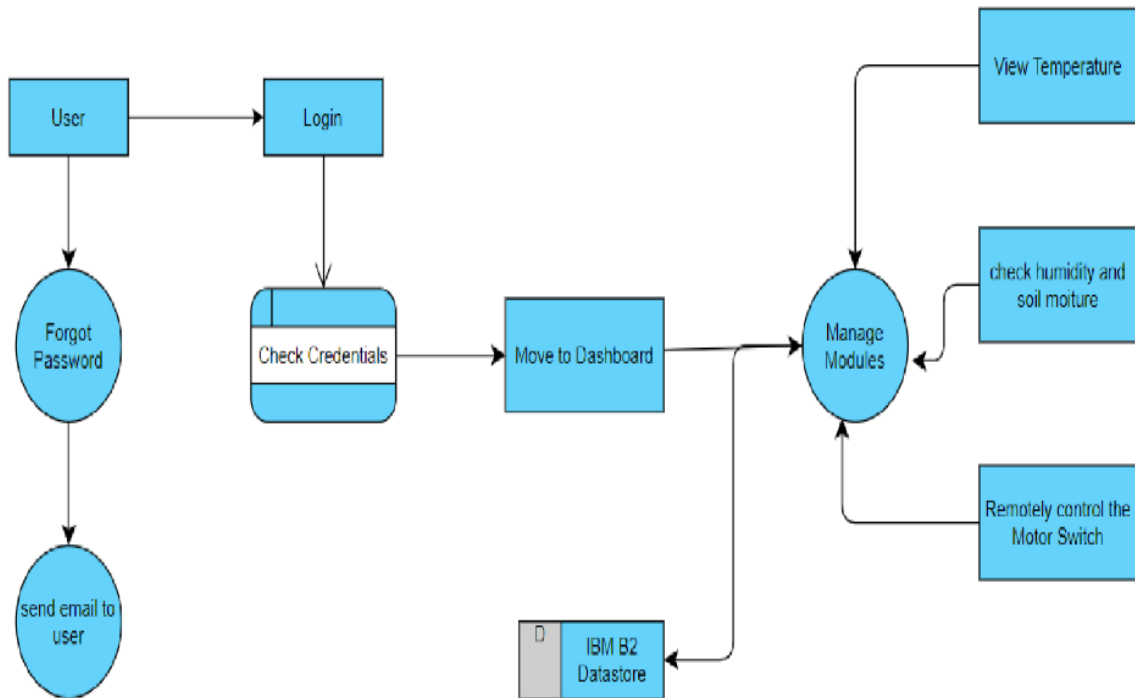 View Temperature
User
Login
check humidity and
soil moiture
Forgot
Password
Check Credentials
Move to Dashboard
Manage
Modules
Remotely control the
Motor Switch
send email to
user
D
IBM B2
Datastore